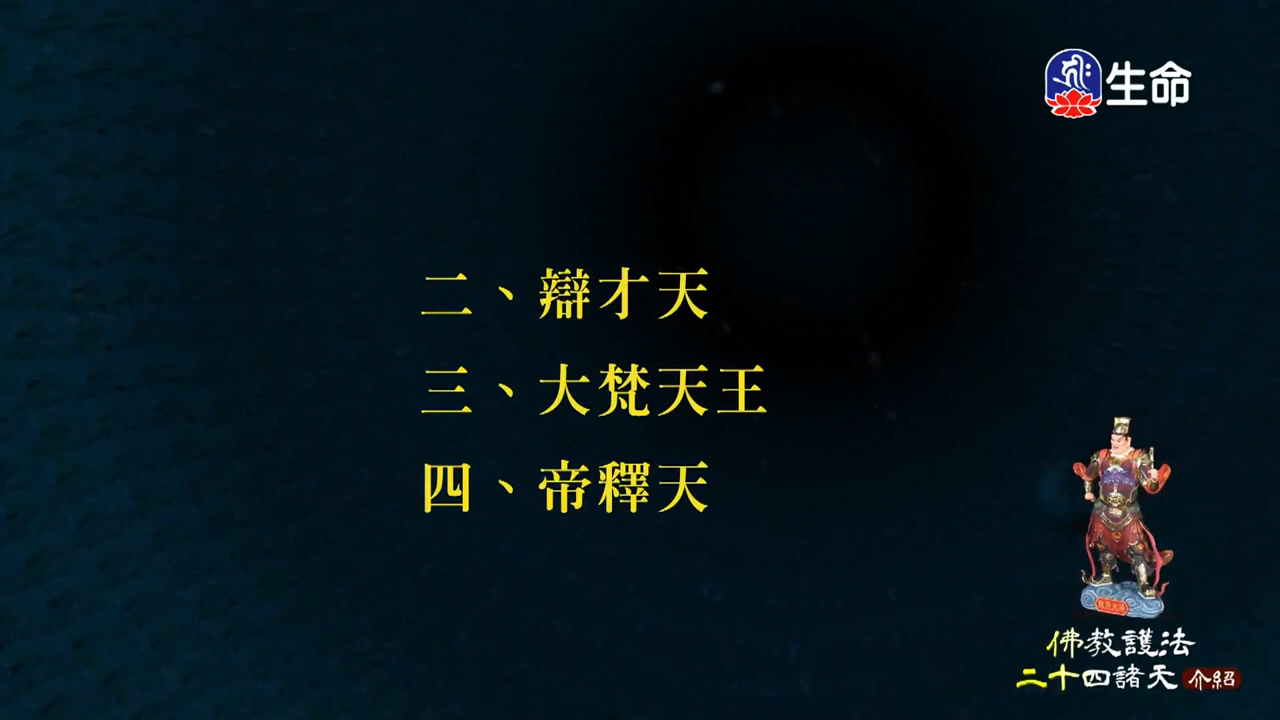 生命
二、辯才天
三、大梵天王
四、帝釋天
佛教護法
二十四諸天 介紹